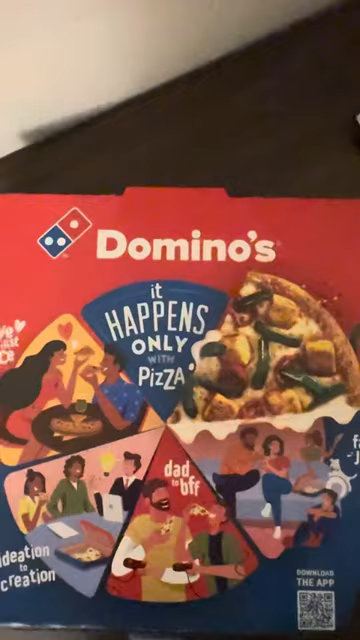 Domino's
it
HAPPENS
ONLY
WITH
PiZZA
dad
to
bff
ideation
to
creation
DOWNLOAD
THE APP